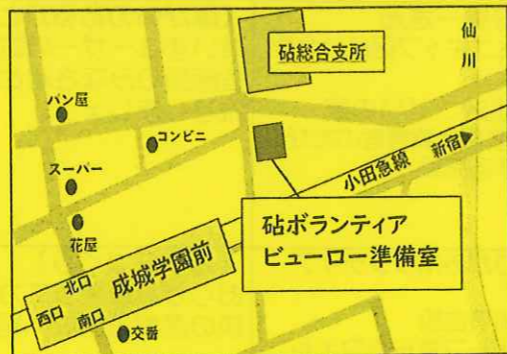 砧総合支所
仙川
パン屋
コンビニ
スーパー
小田急線 新宿▶
花屋
砧ボランティア
ビューロー準備室
成城学園前
北口
西口
南口
交番